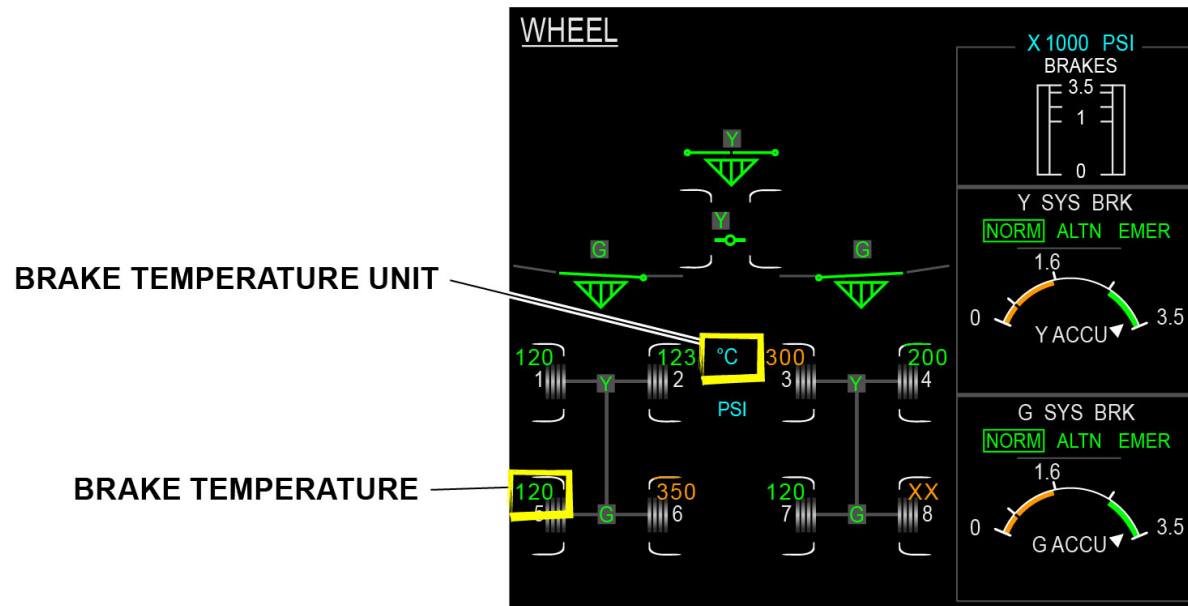 WHEEL
X 1000 PSI
BRAKES
3.5
1
0
Y
Y
G
G
Y SYS BRK
NORM ALTN EMER
1.6
0
3.5
Y ACCU
BRAKE TEMPERATURE UNIT
120
123
°C
300
200
1
2
3
4
Y
Y
PSI
G SYS BRK
NORM ALTN EMER
1.6
0
3.5
G ACCU
BRAKE TEMPERATURE
120
350
120
XX
5
6
7
8
G
G